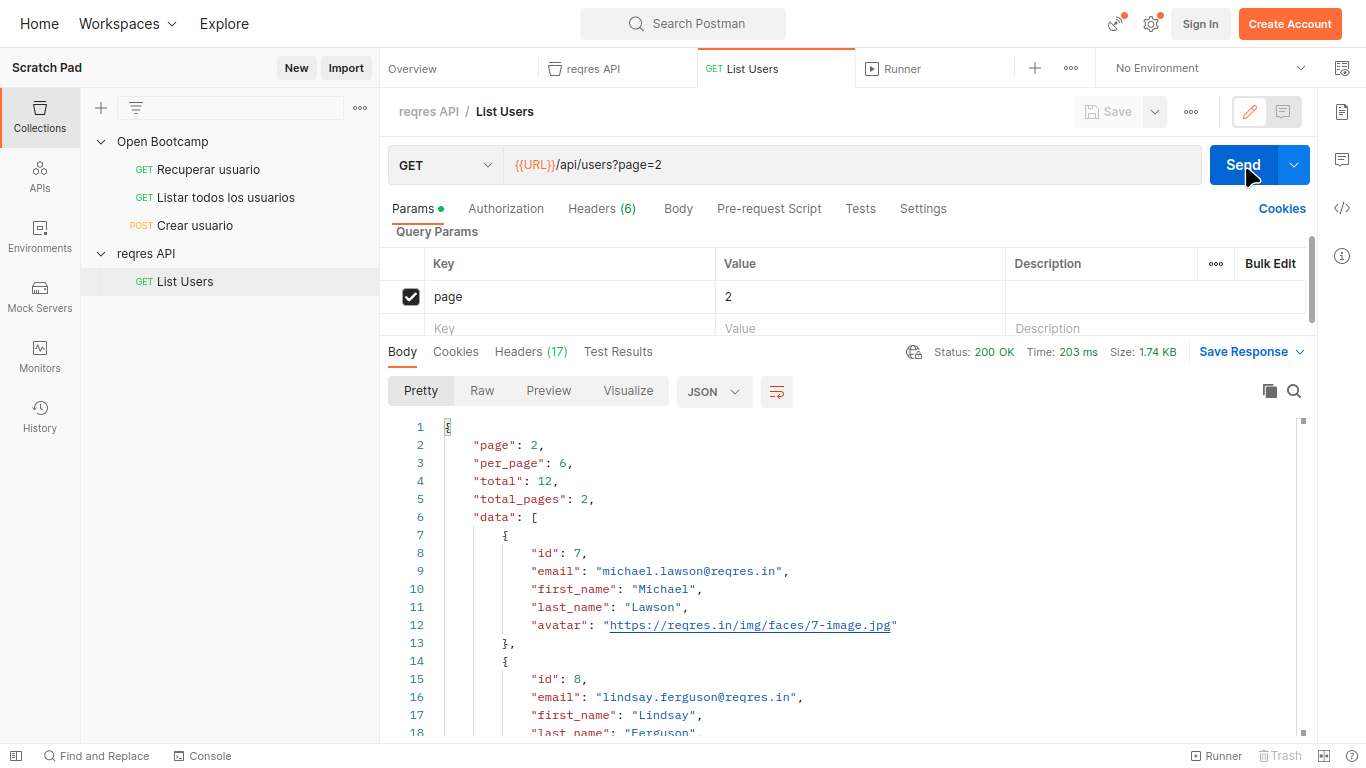 Home Workspaces Explore Search Postman Sign In Create Account
Scratch Pad New Import Overview reqres API GET List Users Runner No Environment
Collections
APIs
Environments
Mock Servers
Monitors
History
Open Bootcamp
GET Recuperar usuario
GET Listar todos los usuarios
POST Crear usuario
reqres API
GET List Users
reqres API / List Users Save
GET {{URL}}/api/users?page=2 Send
Params Authorization Headers (6) Body Pre-request Script Tests Settings Cookies
Query Params
Key Value Description Bulk Edit
page 2
Key Value Description
Body Cookies Headers (17) Test Results Status: 200 OK Time: 203 ms Size: 1.74 KB Save Response
Pretty Raw Preview Visualize JSON
1 {
2 "page": 2,
3 "per_page": 6,
4 "total": 12,
5 "total_pages": 2,
6 "data": [
7 {
8 "id": 7,
9 "email": "michael.lawson@reqres.in",
10 "first_name": "Michael",
11 "last_name": "Lawson",
12 "avatar": "https://reqres.in/img/faces/7-image.jpg"
13 },
14 {
15 "id": 8,
16 "email": "lindsay.ferguson@reqres.in",
17 "first_name": "Lindsay",
18 "last_name": "Ferguson",
Find and Replace Console Runner Trash